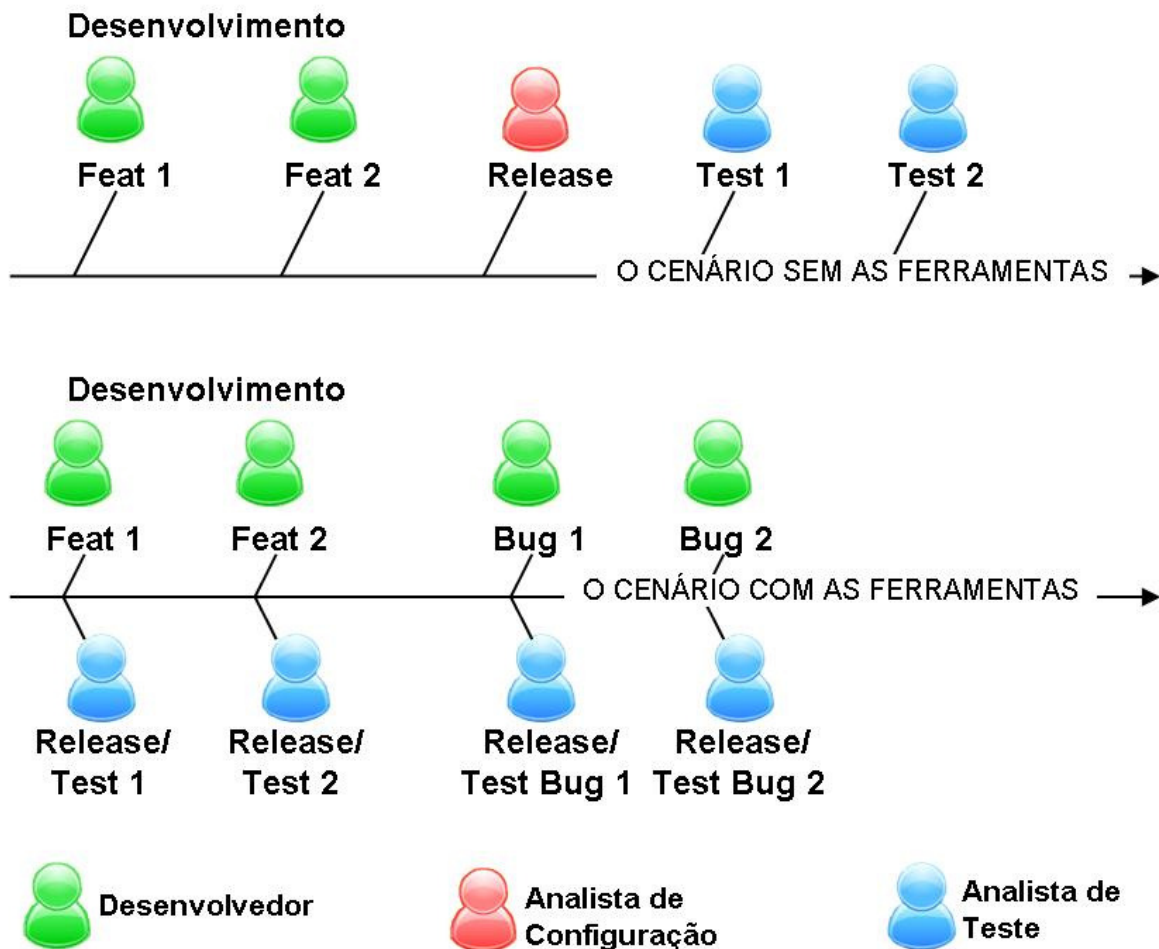 Desenvolvimento
Feat 1
Feat 2
Release
Test 1
Test 2
O CENÁRIO SEM AS FERRAMENTAS
Desenvolvimento
Feat 1
Feat 2
Bug 1
Bug 2
O CENÁRIO COM AS FERRAMENTAS
Release/
Test 1
Release/
Test 2
Release/
Test Bug 1
Release/
Test Bug 2
Desenvolvedor
Analista de
Configuração
Analista de
Teste